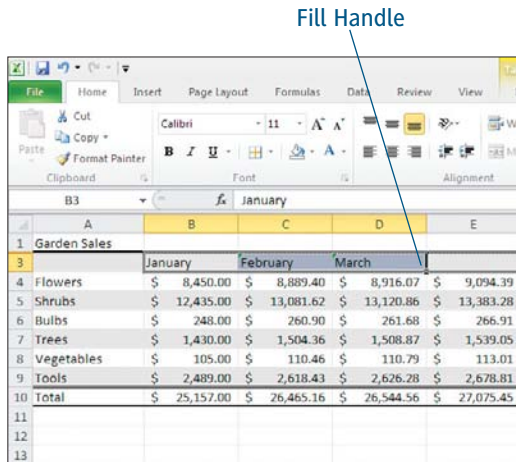 Fill Handle
File Home Insert Page Layout Formulas Data Review View
Cut
Copy
Paste
Format Painter
Calibri 11 A A
B I U A
Clipboard Font Alignment
B3 fx January
A B C D E
1 Garden Sales
3 January February March
4 Flowers $ 8,450.00 $ 8,889.40 $ 8,916.07 $ 9,094.39
5 Shrubs $ 12,435.00 $ 13,081.62 $ 13,120.86 $ 13,383.28
6 Bulbs $ 248.00 $ 260.90 $ 261.68 $ 266.91
7 Trees $ 1,430.00 $ 1,504.36 $ 1,508.87 $ 1,539.05
8 Vegetables $ 105.00 $ 110.46 $ 110.79 $ 113.01
9 Tools $ 2,489.00 $ 2,618.43 $ 2,626.28 $ 2,678.81
10 Total $ 25,157.00 $ 26,465.16 $ 26,544.56 $ 27,075.45
11
12
13